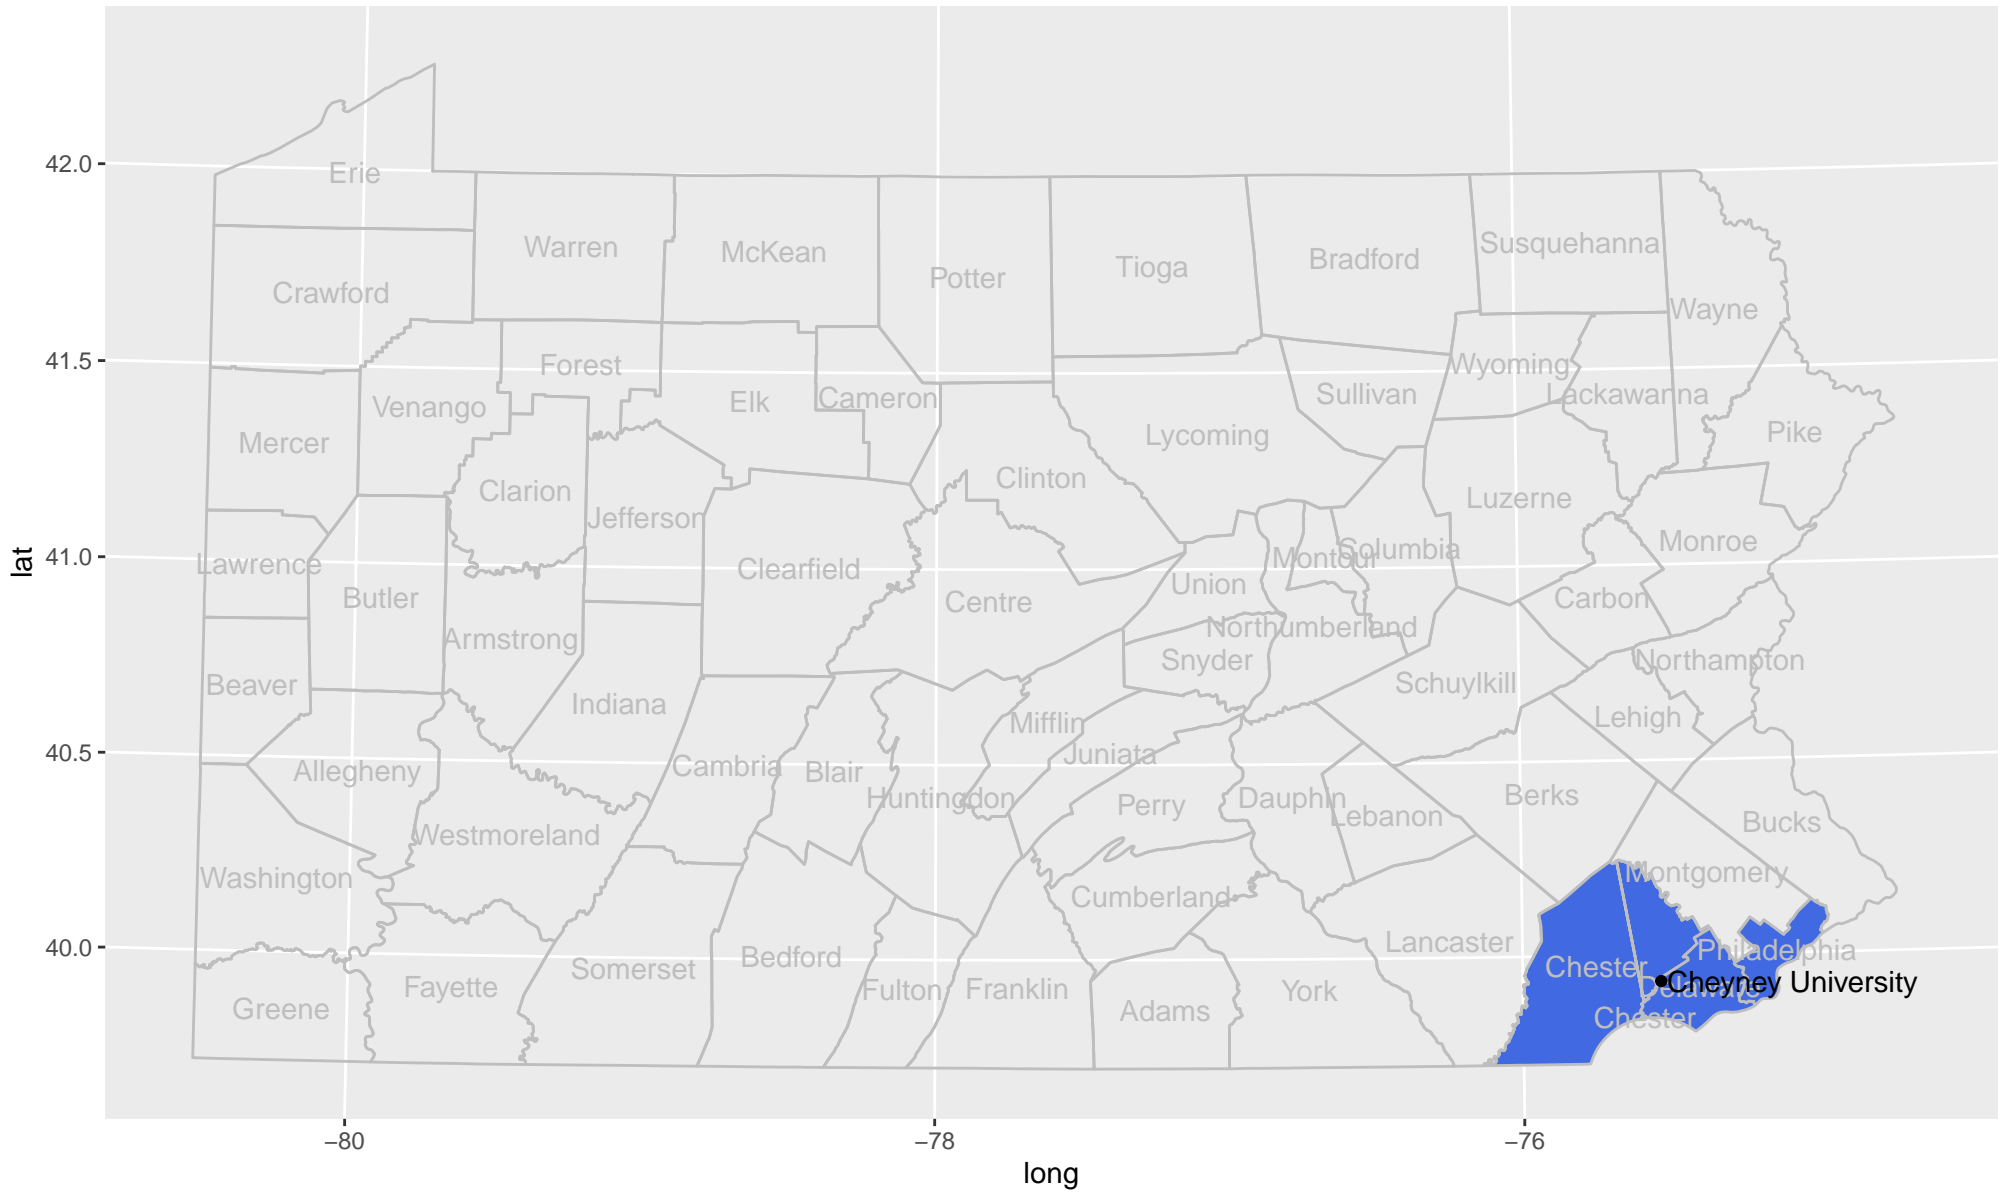 Erie
42.0
Warren
McKean
Susquehanna
Bradford
Tioga
Potter
Crawford
Wayne
41.5
Forest
Wyoming
Venango
Elk
Cameron
Sullivan
Lackawanna
Mercer
Lycoming
Pike
Clarion
Clinton
Luzerne
Jefferson
41.0
Lawrence
Clearfield
Montour
Columbia
Monroe
lat
Butler
Centre
Union
Carbon
Armstrong
Northumberland
Beaver
Snyder
Northampton
Schuylkill
Indiana
Mifflin
Lehigh
40.5
Allegheny
Cambria
Blair
Juniata
Huntingdon
Perry
Dauphin
Lebanon
Berks
Westmoreland
Bucks
Washington
Montgomery
Cumberland
40.0
Lancaster
Philadelphia
Bedford
Somerset
Chester
Fayette
Fulton
Franklin
York
Delaware
Cheyney University
Greene
Adams
Chester
−80
−78
−76
long